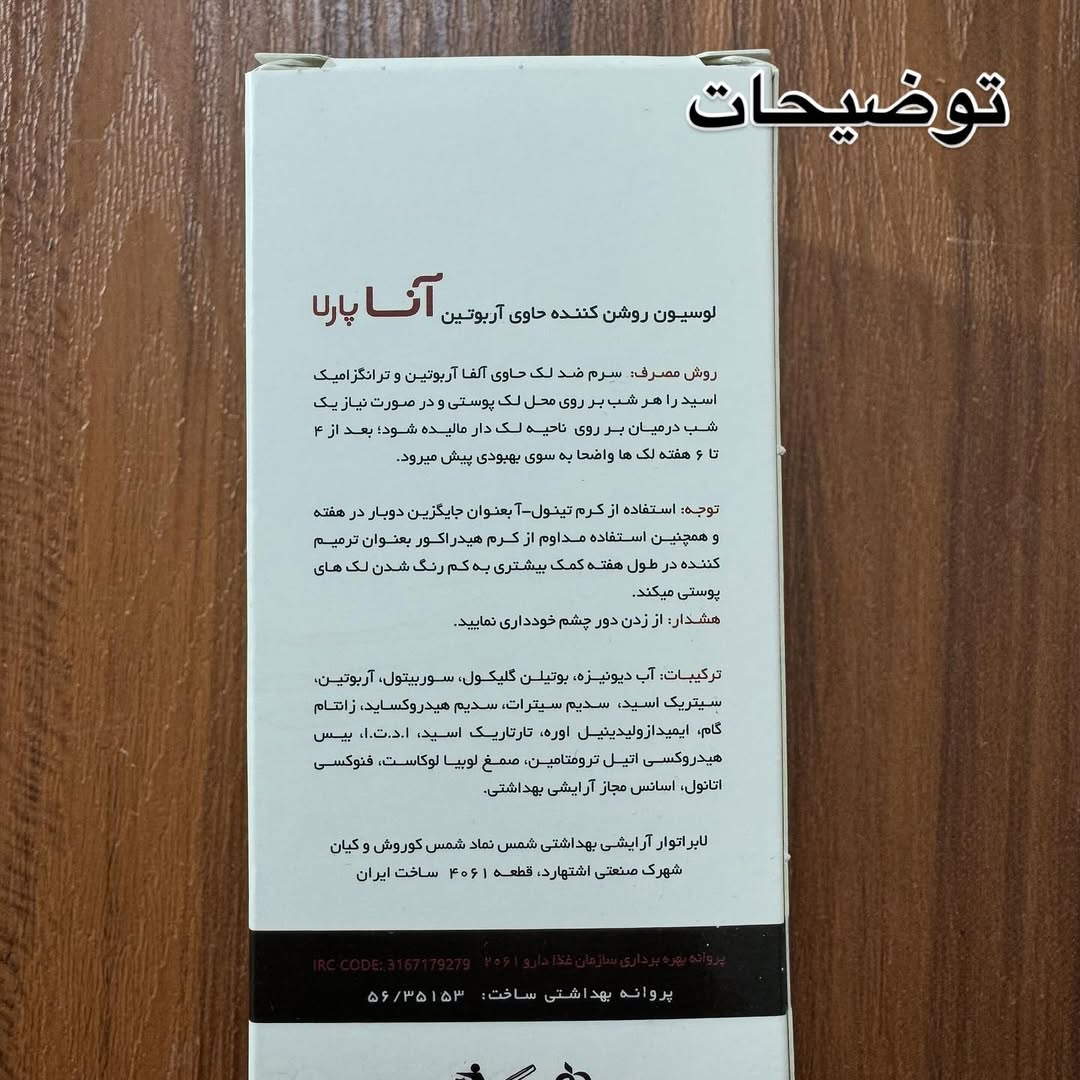 توضیحات
لوسیون روشن کننده حاوی آربوتین آنا پارلا
روش مصرف: سرم ضد لک حاوی آلفا آربوتین و ترانگزامیک
اسید را هر شب بر روی محل لک پوستی و در صورت نیاز یک
شب درمیان بر روی ناحیه لک دار مالیده شود؛ بعد از ۴
تا ۶ هفته لک ها واضحا به سوی بهبودی پیش میرود.
توجه: استفاده از کرم تینول-آ بعنوان جایگزین دوبار در هفته
و همچنین استفاده مداوم از کرم هیدراکور بعنوان ترمیم
کننده در طول هفته کمک بیشتری به کم رنگ شدن لک های
پوستی میکند.
هشدار: از زدن دور چشم خودداری نمایید.
ترکیبات: آب دیونیزه، بوتیلن گلیکول، سوربیتول، آربوتین،
سیتریک اسید، سدیم سیترات، سدیم هیدروکساید، زانتام
گام، ایمیدازولیدینیل اوره، تارتاریک اسید، ا.د.ت.ا، بیس
هیدروکسی اتیل ترومتامین، صمغ لوبیا لوکاست، فنوکسی
اتانول، اسانس مجاز آرایشی بهداشتی.
لابراتوار آرایشی بهداشتی شمس نماد شمس کوروش و کیان
شهرک صنعتی اشتهارد، قطعه ۴۰۶۱ ساخت ایران
پروانه بهره برداری سازمان غذا دارو ۲۰۶۱ IRC CODE: 3167179279
پروانه بهداشتی ساخت: ۵۶/۳۵۱۵۳